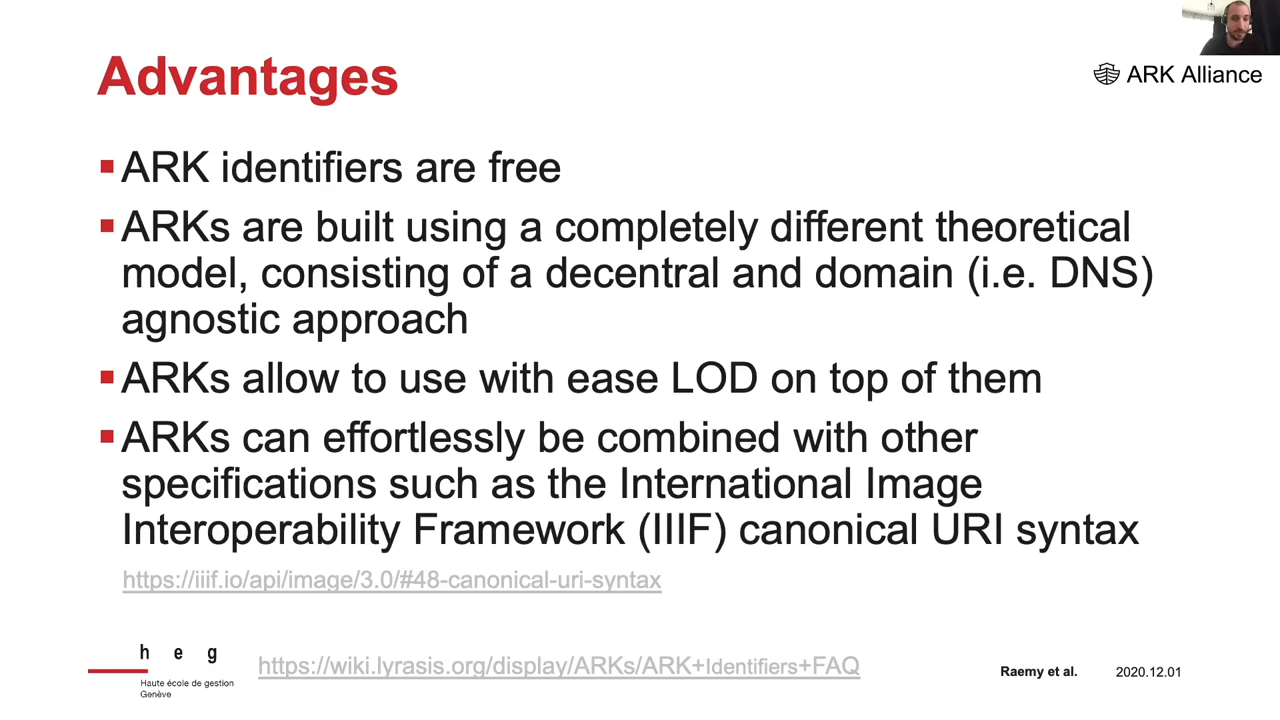 Advantages
ARK Alliance
ARK identifiers are free
ARKs are built using a completely different theoretical
model, consisting of a decentral and domain (i.e. DNS)
agnostic approach
ARKs allow to use with ease LOD on top of them
ARKs can effortlessly be combined with other
specifications such as the International Image
Interoperability Framework (IIIF) canonical URI syntax
https://iiif.io/api/image/3.0/#48-canonical-uri-syntax
h e g
Haute école de gestion
Genève
https://wiki.lyrasis.org/display/ARKs/ARK+Identifiers+FAQ
Raemy et al.
2020.12.01